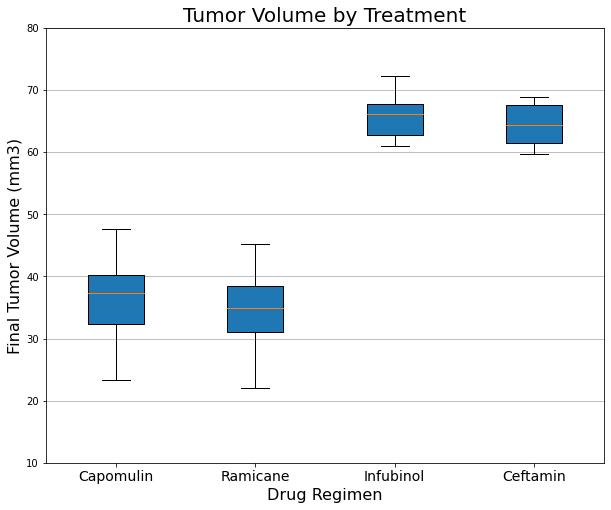 Tumor Volume by Treatment
Final Tumor Volume (mm3)
80
70
60
50
40
30
20
10
Capomulin Ramicane Infubinol Ceftamin
Drug Regimen